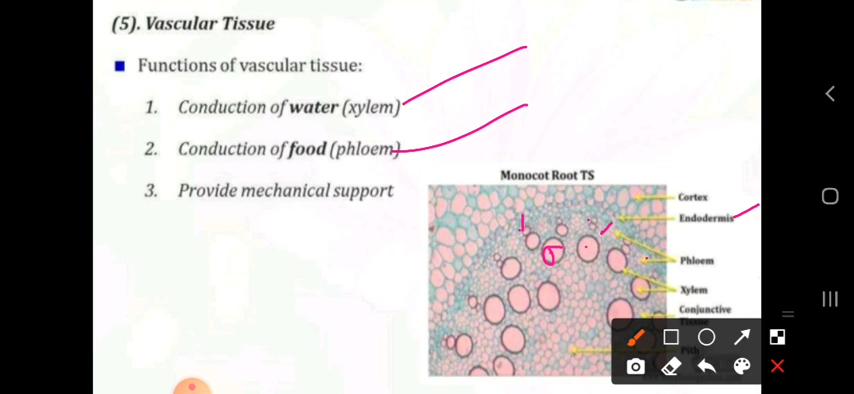 (5). Vascular Tissue
Functions of vascular tissue:
1. Conduction of water (xylem)
2. Conduction of food (phloem)
3. Provide mechanical support
Monocot Root TS
Cortex
Endodermis
Phloem
Xylem
Conjunctive
Tissue
Pith